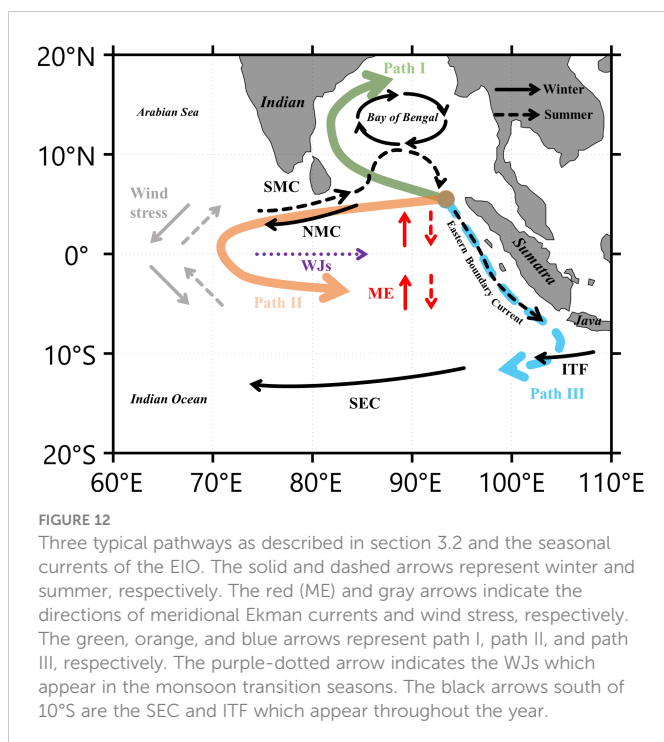 20°N
Path I
Winter
Arabian Sea
Indian
Bay of Bengal
Summer
10°N
SMC
Wind
stress
NMC
Sumatra
0°
WJs
Eastern Boundary Current
Path II
ME
Java
10°S
ITF
Path III
SEC
Indian Ocean
20°S
60°E 70°E 80°E 90°E 100°E 110°E
FIGURE 12
Three typical pathways as described in section 3.2 and the seasonal
currents of the EIO. The solid and dashed arrows represent winter and
summer, respectively. The red (ME) and gray arrows indicate the
directions of meridional Ekman currents and wind stress, respectively.
The green, orange, and blue arrows represent path I, path II, and path
III, respectively. The purple-dotted arrow indicates the WJs which
appear in the monsoon transition seasons. The black arrows south of
10°S are the SEC and ITF which appear throughout the year.